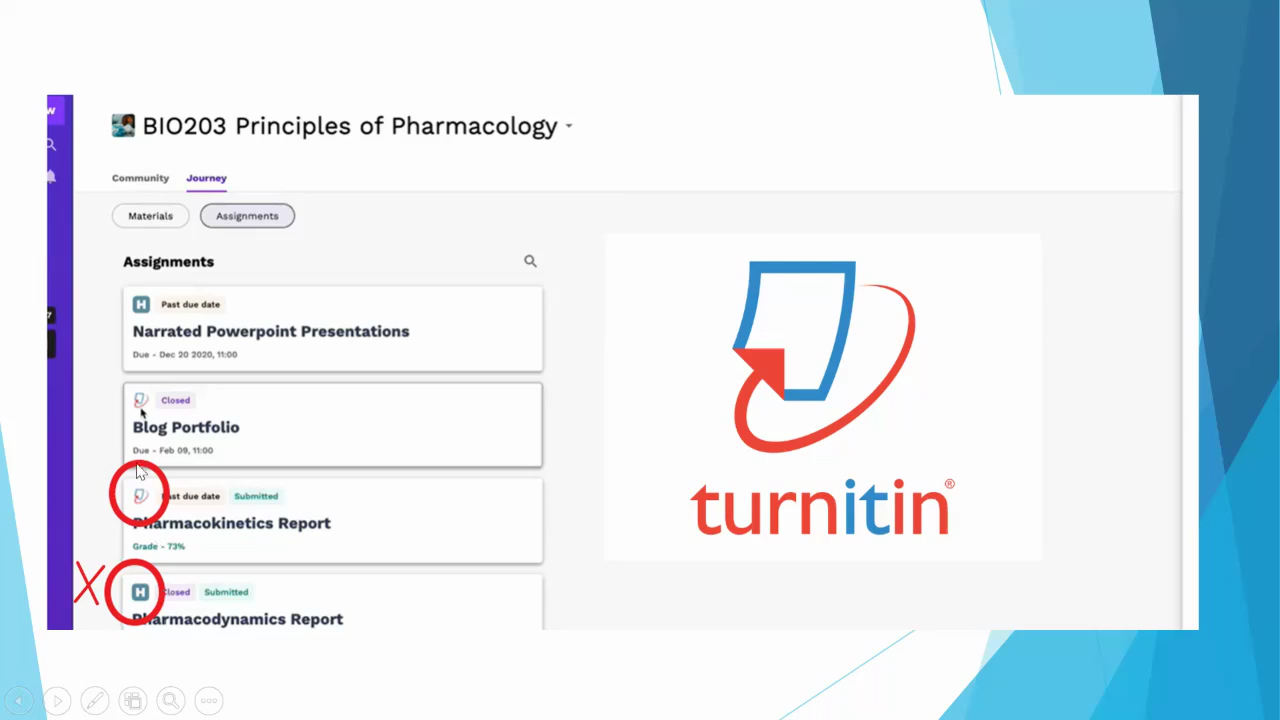 w
BIO203 Principles of Pharmacology
Community Journey
Materials Assignments
Assignments
H Past due date
Narrated Powerpoint Presentations
Due - Dec 20 2020, 11:00
Closed
Blog Portfolio
Due - Feb 09, 11:00
Past due date Submitted
Pharmacokinetics Report
Grade - 73%
X H Closed Submitted
Pharmacodynamics Report
7
turnitin®